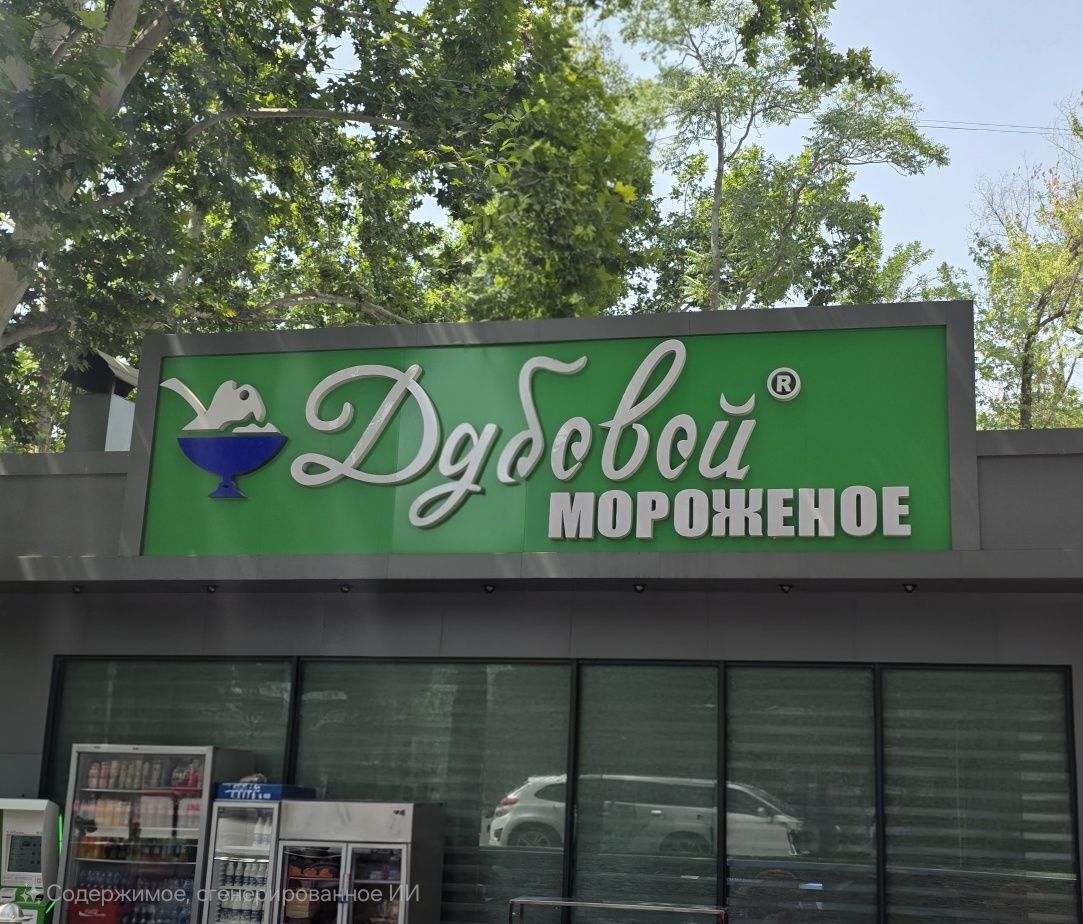 Дубовой ®
МОРОЖЕНОЕ
Содержимое, сгенерированное ИИ